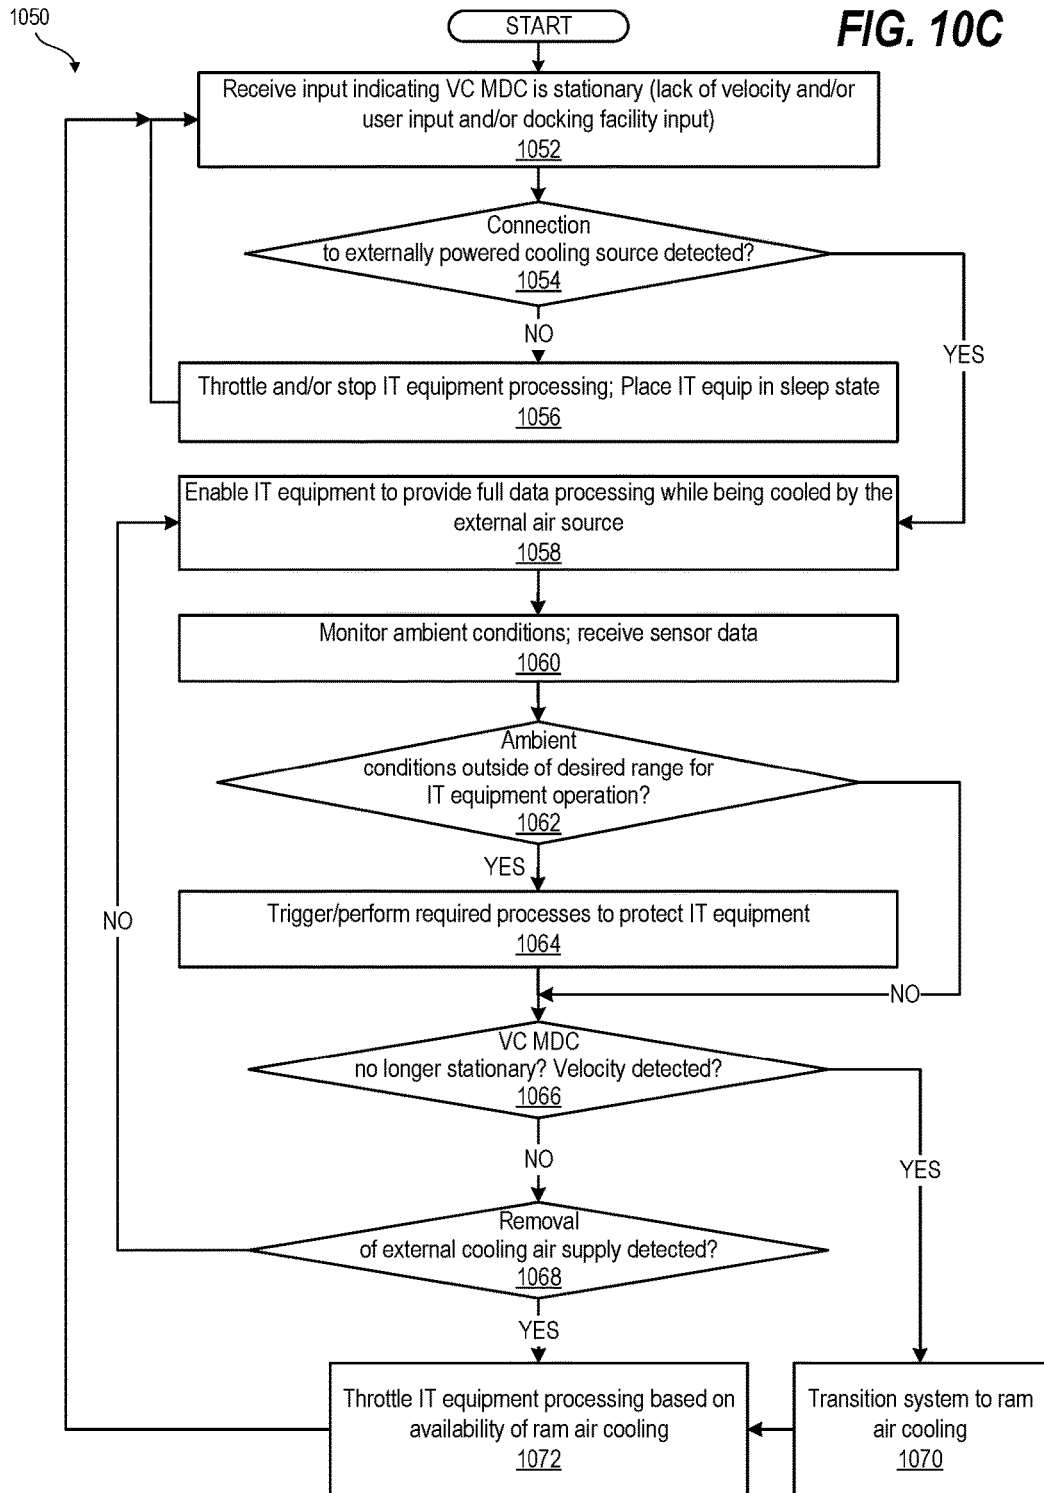 1050
START
FIG. 10C
Receive input indicating VC MDC is stationary (lack of velocity and/or
user input and/or docking facility input)
1052
Connection
to externally powered cooling source detected?
1054
NO
YES
Throttle and/or stop IT equipment processing; Place IT equip in sleep state
1056
Enable IT equipment to provide full data processing while being cooled by the
external air source
1058
Monitor ambient conditions; receive sensor data
1060
Ambient
conditions outside of desired range for
IT equipment operation?
1062
YES
NO
Trigger/perform required processes to protect IT equipment
1064
NO
VC MDC
no longer stationary? Velocity detected?
1066
NO
YES
Removal
of external cooling air supply detected?
1068
YES
Throttle IT equipment processing based on
availability of ram air cooling
1072
Transition system to ram
air cooling
1070